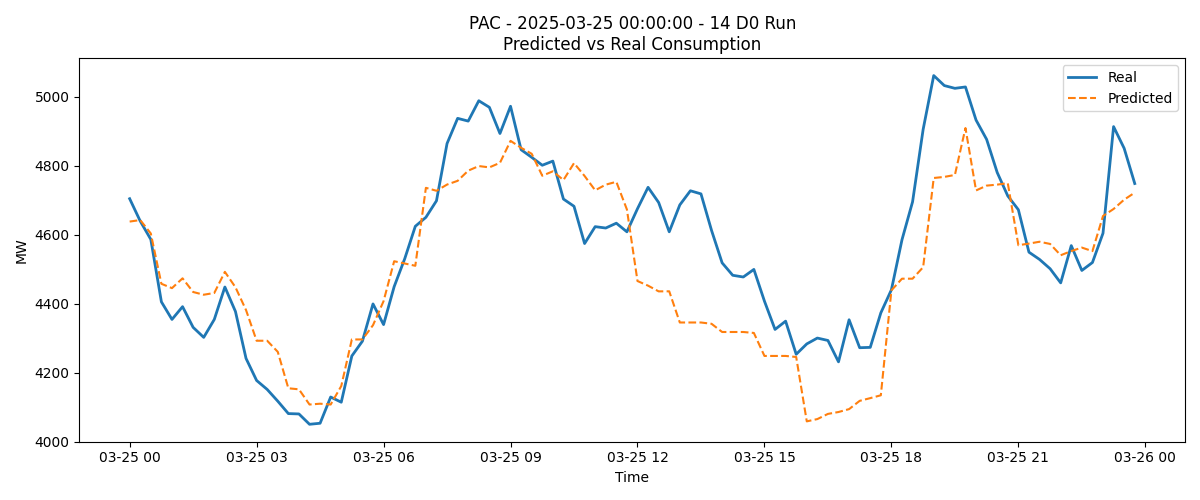 PAC - 2025-03-25 00:00:00 - 14 D0 Run
Predicted vs Real Consumption
Real
Predicted
5000
4800
4600
4400
4200
4000
MW
03-25 00
03-25 03
03-25 06
03-25 09
03-25 12
03-25 15
03-25 18
03-25 21
03-26 00
Time